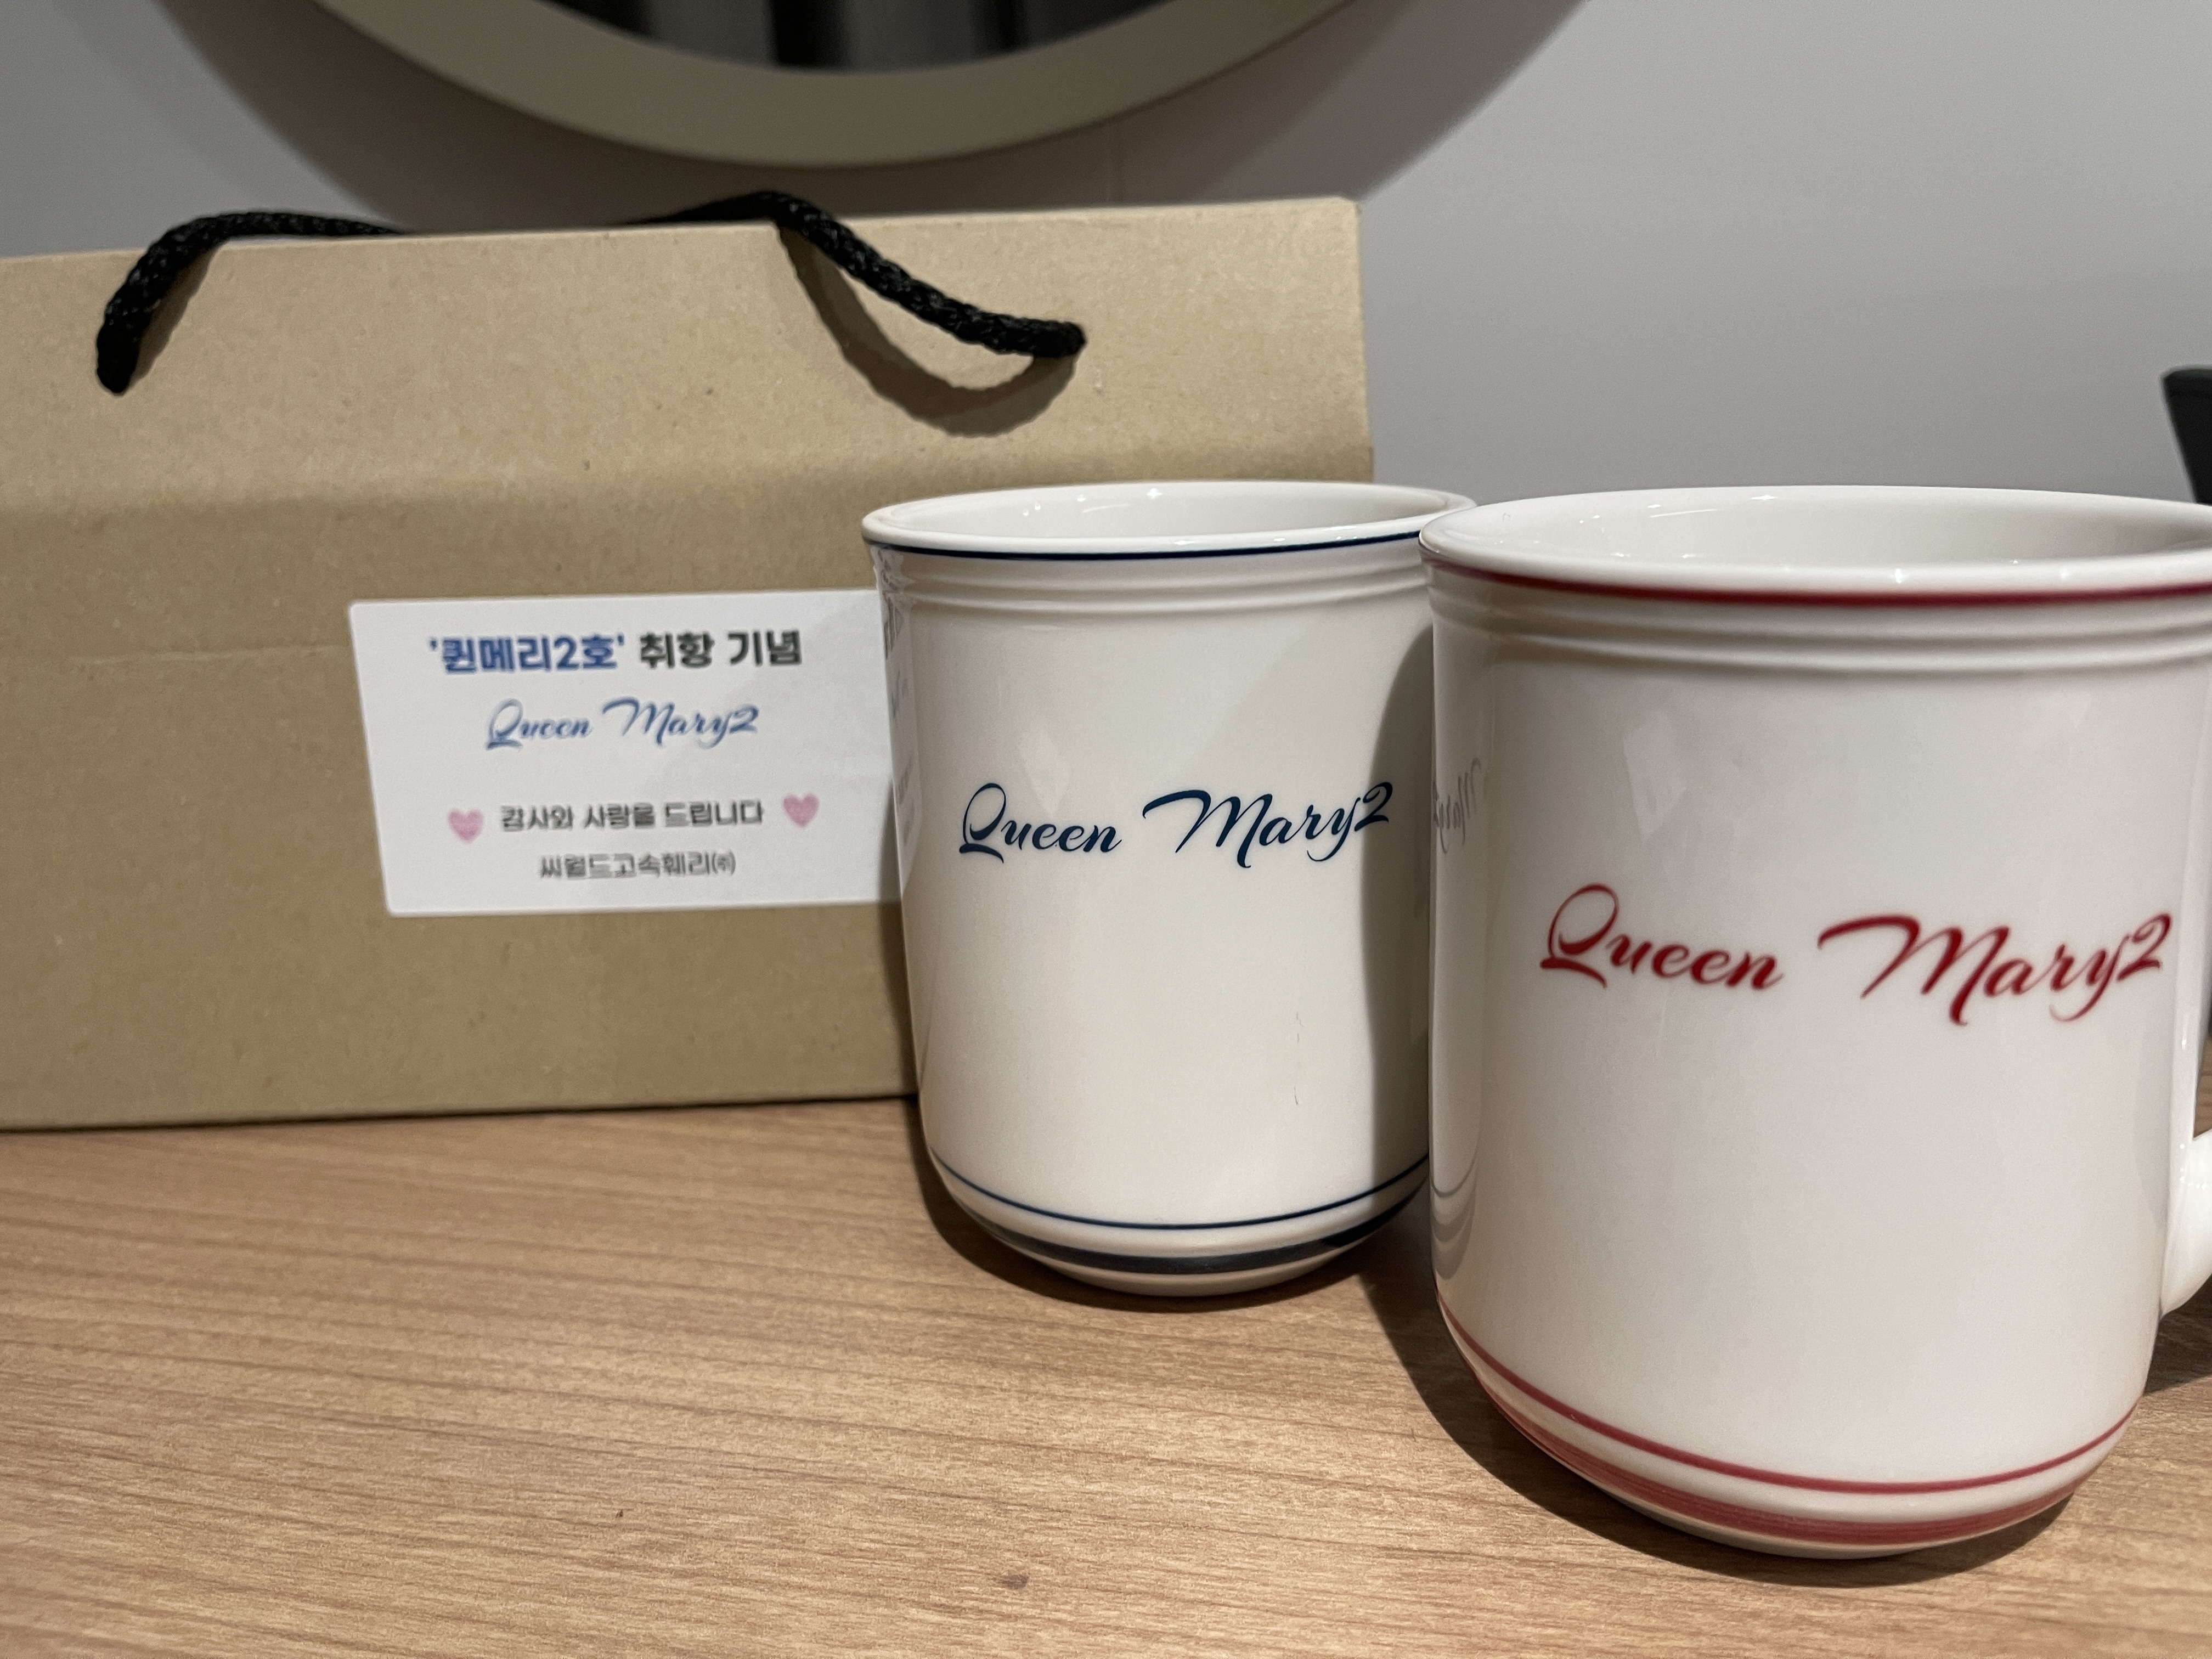 '퀸메리2호' 취항 기념
Queen Mary2
감사와 사랑을 드립니다
씨월드고속훼리㈜
Queen Mary2
Queen Mary2